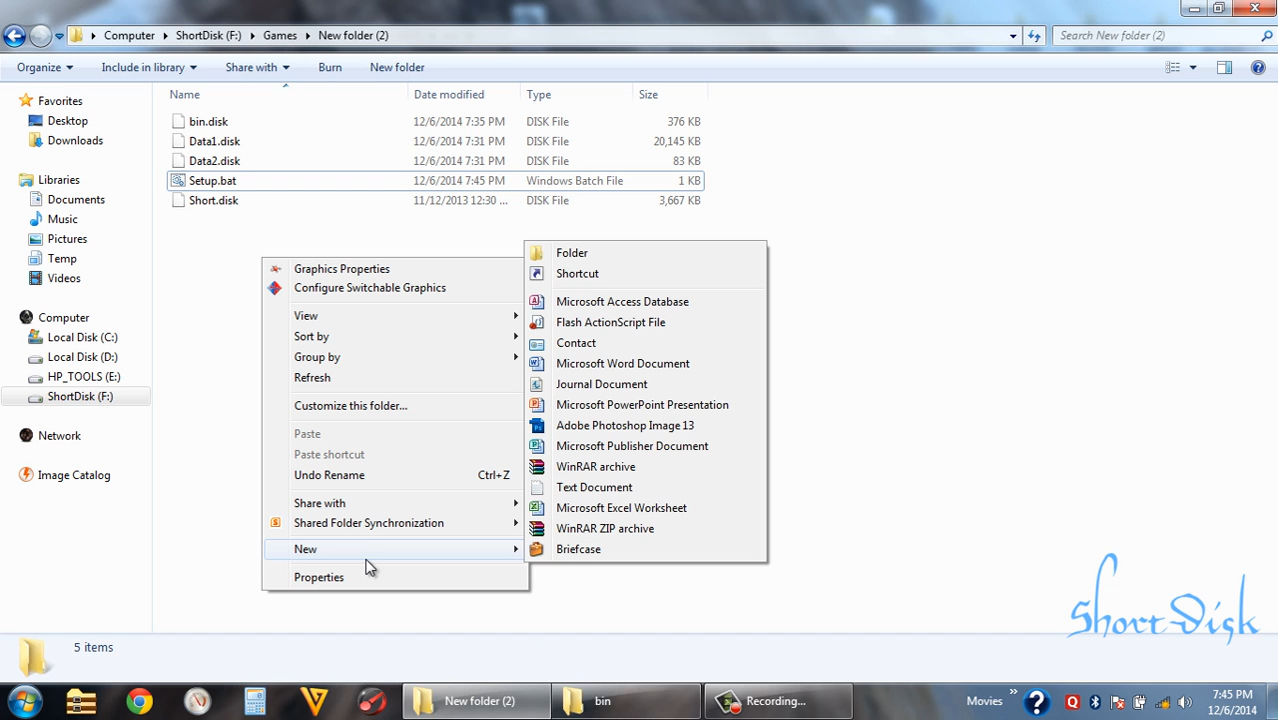 Computer ▸ ShortDisk (F:) ▸ Games ▸ New folder (2)
Search New folder (2)
Organize
Include in library
Share with
Burn
New folder
Name
Date modified
Type
Size
bin.disk 12/6/2014 7:35 PM DISK File 376 KB
Data1.disk 12/6/2014 7:31 PM DISK File 20,145 KB
Data2.disk 12/6/2014 7:31 PM DISK File 83 KB
Setup.bat 12/6/2014 7:45 PM Windows Batch File 1 KB
Short.disk 11/12/2013 12:30 ... DISK File 3,667 KB
Favorites
Desktop
Downloads
Libraries
Documents
Music
Pictures
Temp
Videos
Computer
Local Disk (C:)
Local Disk (D:)
HP_TOOLS (E:)
ShortDisk (F:)
Network
Image Catalog
Graphics Properties
Configure Switchable Graphics
View
Sort by
Group by
Refresh
Customize this folder...
Paste
Paste shortcut
Undo Rename Ctrl+Z
Share with
Shared Folder Synchronization
New
Properties
Folder
Shortcut
Microsoft Access Database
Flash ActionScript File
Contact
Microsoft Word Document
Journal Document
Microsoft PowerPoint Presentation
Adobe Photoshop Image 13
Microsoft Publisher Document
WinRAR archive
Text Document
Microsoft Excel Worksheet
WinRAR ZIP archive
Briefcase
ShortDisk
5 items
New folder (2)
bin
Recording...
Movies
7:45 PM
12/6/2014